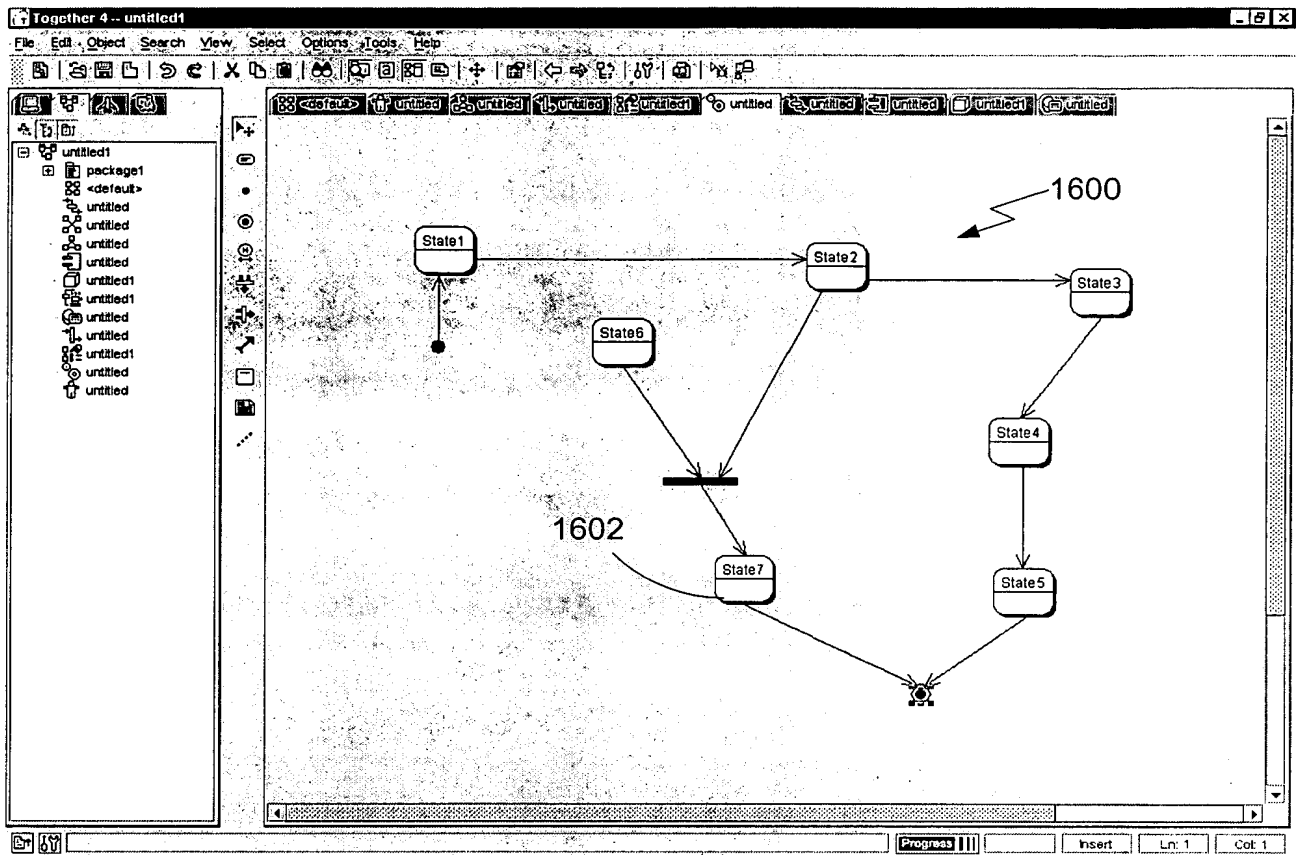 Together 4 -- untitled1
File Edit Object Search View Select Options Tools Help
<default> untitled untitled untitled untitled1 untitled untitled untitled untitled1 untitled
untitled1
package1
<default>
untitled
untitled
untitled
untitled
untitled1
untitled1
untitled
untitled
untitled1
untitled
untitled
1600
State1
State2
State3
State6
State4
1602
State7
State5
Progress
Insert
Ln: 1
Col: 1